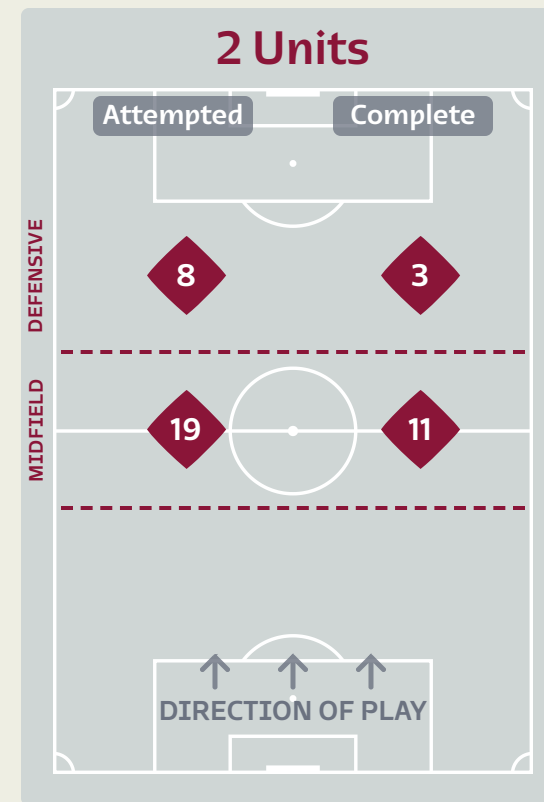 2 Units
Attempted Complete
DEFENSIVE
8 3
MIDFIELD
19 11
DIRECTION OF PLAY